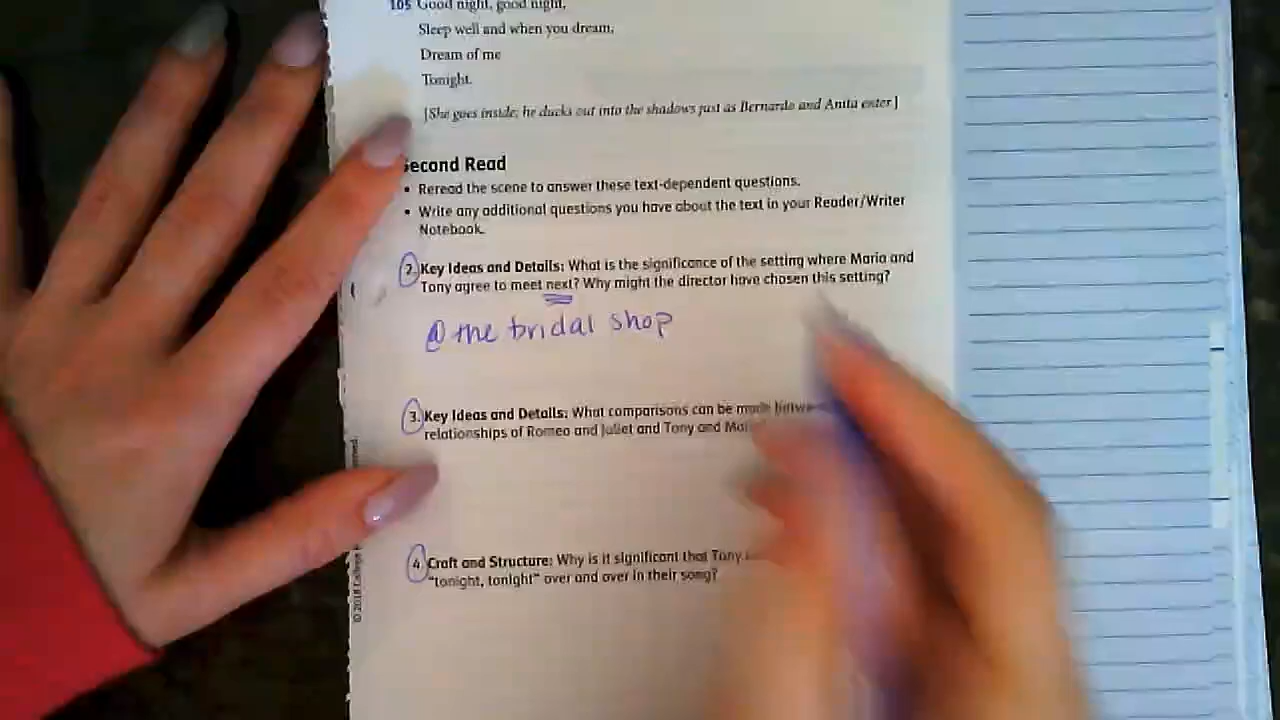 105 Good night, good night,
Sleep well and when you dream,
Dream of me
Tonight.
[She goes inside; he ducks out into the shadows just as Bernardo and Anita enter.]
Second Read
• Reread the scene to answer these text-dependent questions.
• Write any additional questions you have about the text in your Reader/Writer
Notebook.
2. Key Ideas and Details: What is the significance of the setting where Maria and
Tony agree to meet next? Why might the director have chosen this setting?
@ the bridal shop
3. Key Ideas and Details: What comparisons can be made
relationships of Romeo and Juliet and Tony and
4. Craft and Structure: Why is it significant that Tony
"tonight, tonight" over and over in their song?
© 2018 College